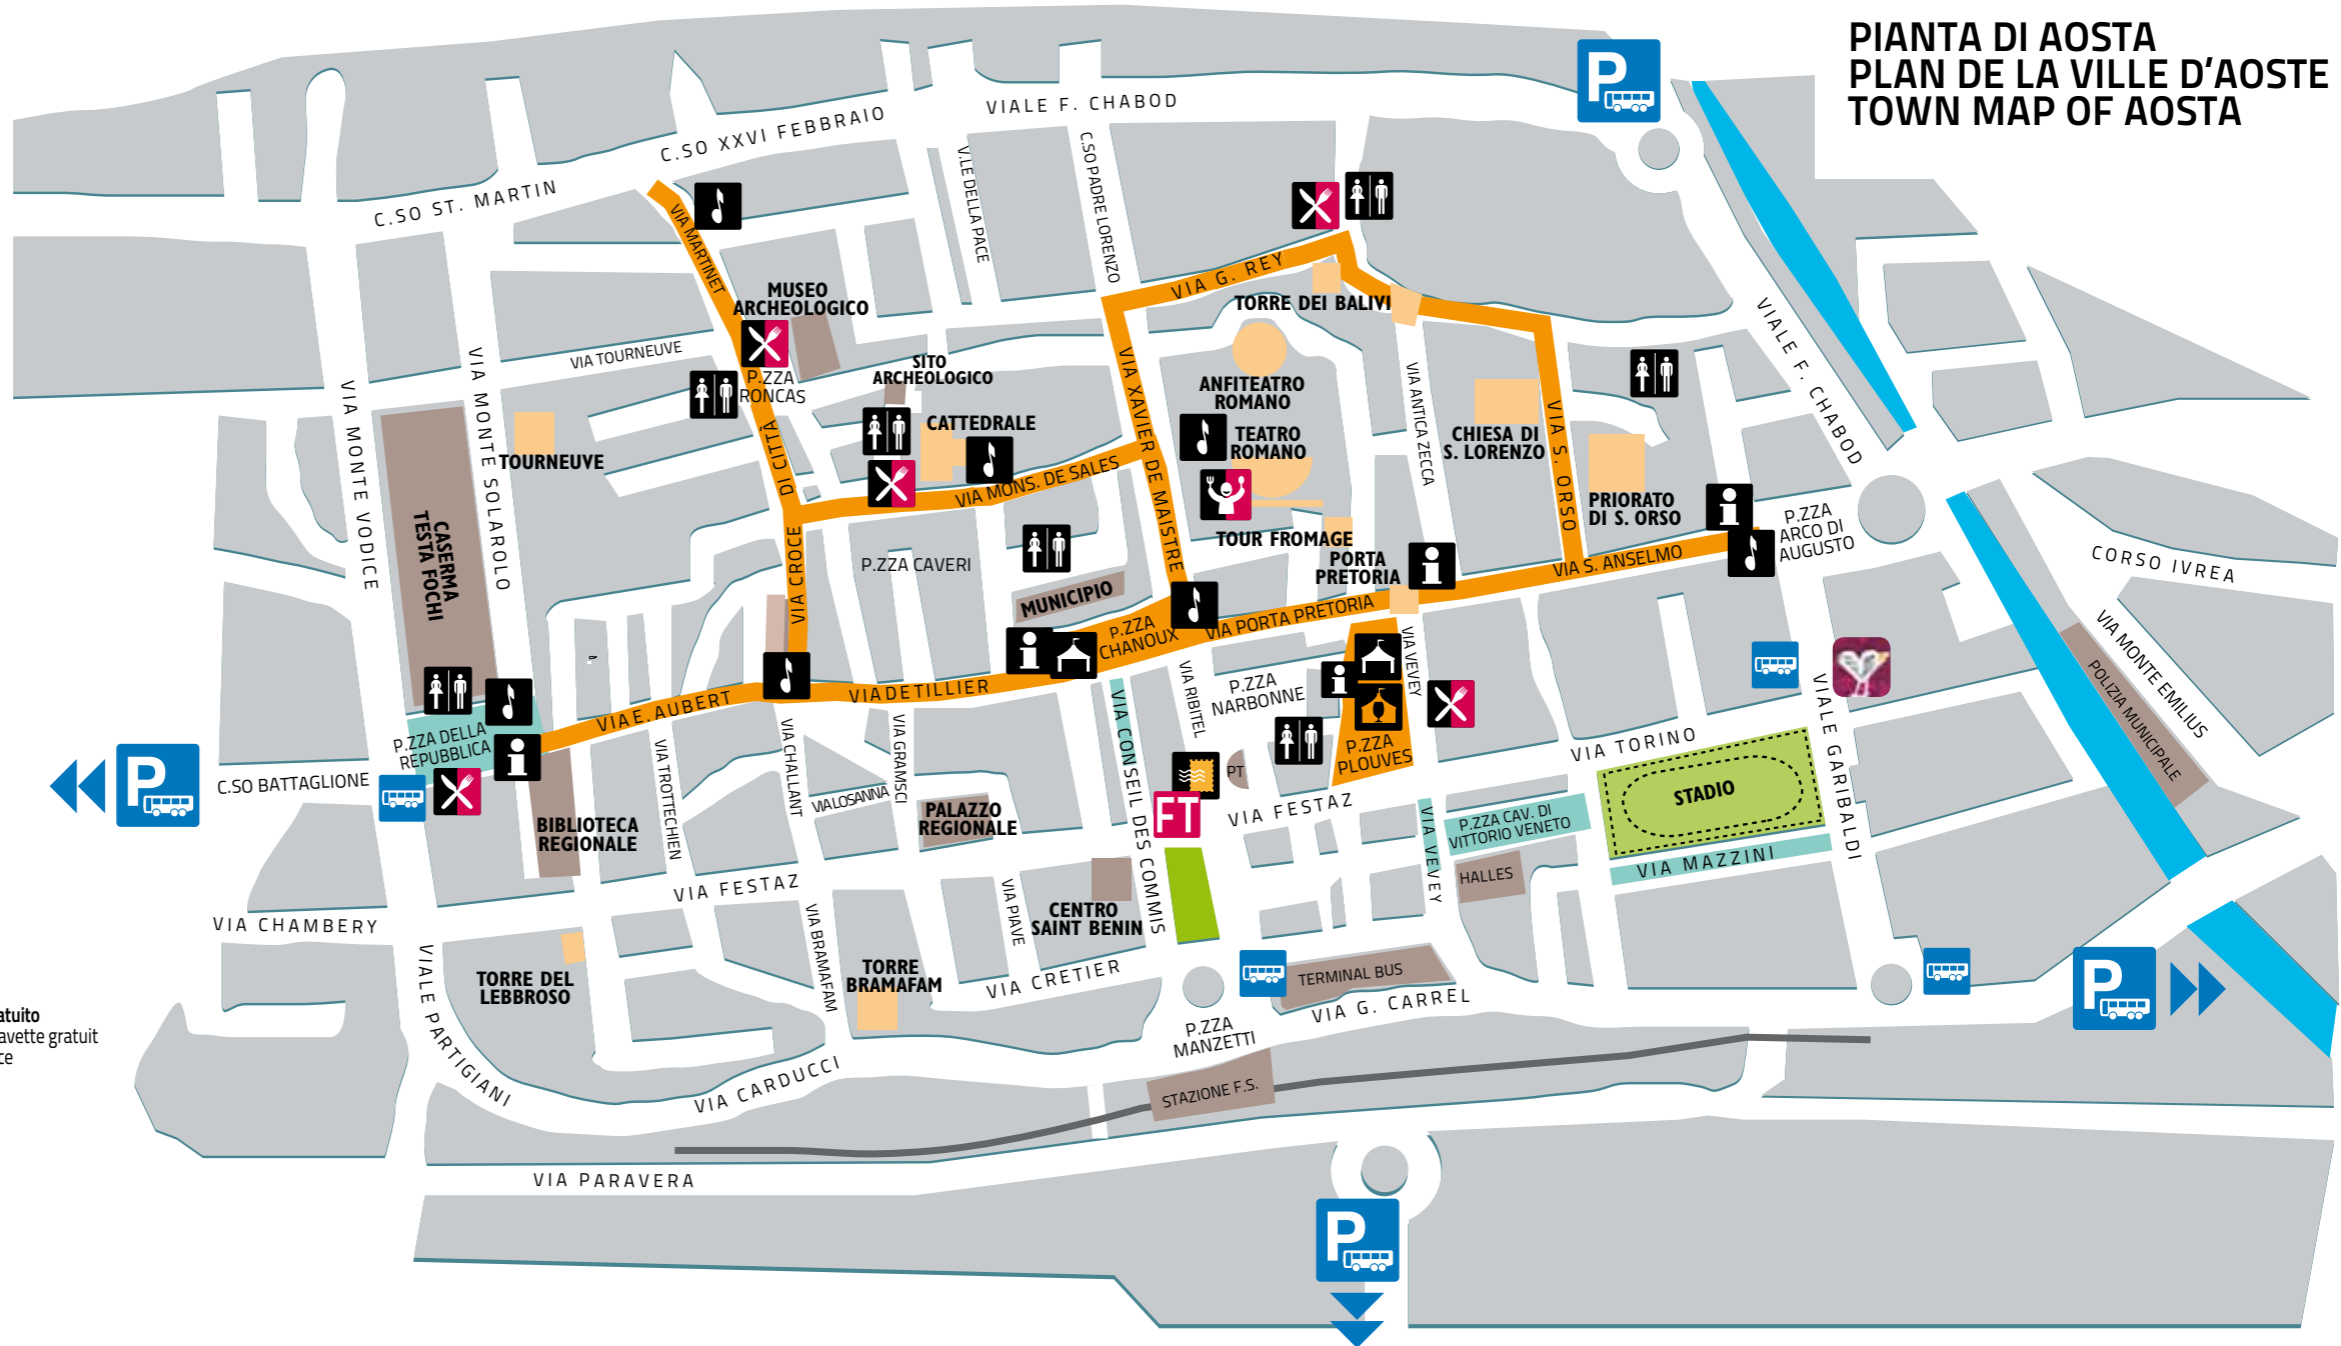 PIANTA DI AOSTA
PLAN DE LA VILLE D'AOSTE
TOWN MAP OF AOSTA
P
VIALE F. CHABOD
C.SO XXVI FEBBRAIO
C.SO ST. MARTIN
V.LE DELLA PACE
C.SO PADRE LORENZO
VIA MARTINET
VIA G. REY
MUSEO
ARCHEOLOGICO
TORRE DEI BALIVI
VIALE F. CHABOD
VIA TOURNEUVE
P.ZZA
RONCAS
SITO
ARCHEOLOGICO
VIA XAVIER DE MAISTRE
ANFITEATRO
ROMANO
VIA ANTICA ZECCA
VIA MONTE VODICE
VIA MONTE SOLAROLO
TOURNEUVE
CATTEDRALE
TEATRO
ROMANO
CHIESA DI
S. LORENZO
VIA S. ORSO
VIA CROCE DI CITTÀ
VIA MONS. DE SALES
PRIORATO
DI S. ORSO
P.ZZA
ARCO DI
AUGUSTO
CASERMA
TESTA FOCHI
P.ZZA CAVERI
TOUR FROMAGE
PORTA
PRETORIA
VIA S. ANSELMO
CORSO IVREA
MUNICIPIO
P.ZZA
CHANOUX
VIA PORTA PRETORIA
VIA MONTE EMILIUS
POLIZIA MUNICIPALE
VIA E. AUBERT
VIA DE TILLIER
VIA RIBITEL
P.ZZA
NARBONNE
VIA VEVEY
P.ZZA DELLA
REPUBBLICA
VIA TROTTECHIEN
VIA CHALLANT
VIA GRAMSCI
VIA CONSEIL DES COMMIS
P.ZZA
PLOUVES
VIA TORINO
VIALE GARIBALDI
P
C.SO BATTAGLIONE
VIA LOSANNA
PT
FT
VIA FESTAZ
STADIO
BIBLIOTECA
REGIONALE
PALAZZO
REGIONALE
VIA VEVEY
P.ZZA CAV. DI
VITTORIO VENETO
VIA MAZZINI
HALLES
VIA FESTAZ
VIA CHAMBERY
VIA BRAMAFAM
VIA PIAVE
CENTRO
SAINT BENIN
VIALE PARTIGIANI
TORRE DEL
LEBBROSO
TORRE
BRAMAFAM
VIA CRETIER
TERMINAL BUS
VIA G. CARREL
P
P.ZZA
MANZETTI
atuito
avette gratuit
ce
VIA CARDUCCI
STAZIONE F.S.
VIA PARAVERA
P